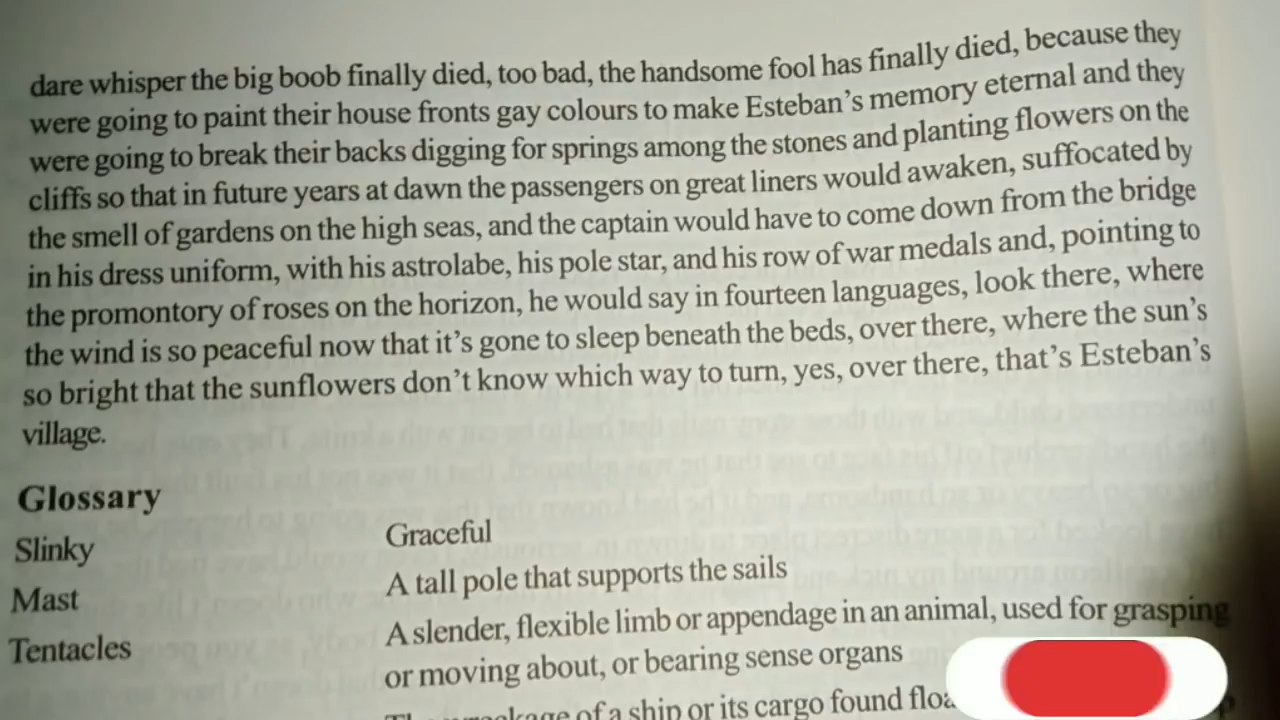 dare whisper the big boob finally died, too bad, the handsome fool has finally died, because they
were going to paint their house fronts gay colours to make Esteban's memory eternal and they
were going to break their backs digging for springs among the stones and planting flowers on the
cliffs so that in future years at dawn the passengers on great liners would awaken, suffocated by
the smell of gardens on the high seas, and the captain would have to come down from the bridge
in his dress uniform, with his astrolabe, his pole star, and his row of war medals and, pointing to
the promontory of roses on the horizon, he would say in fourteen languages, look there, where
the wind is so peaceful now that it's gone to sleep beneath the beds, over there, where the sun's
so bright that the sunflowers don't know which way to turn, yes, over there, that's Esteban's
village.
Glossary
Slinky Graceful
Mast A tall pole that supports the sails
Tentacles A slender, flexible limb or appendage in an animal, used for grasping
or moving about, or bearing sense organs
of a ship or its cargo found